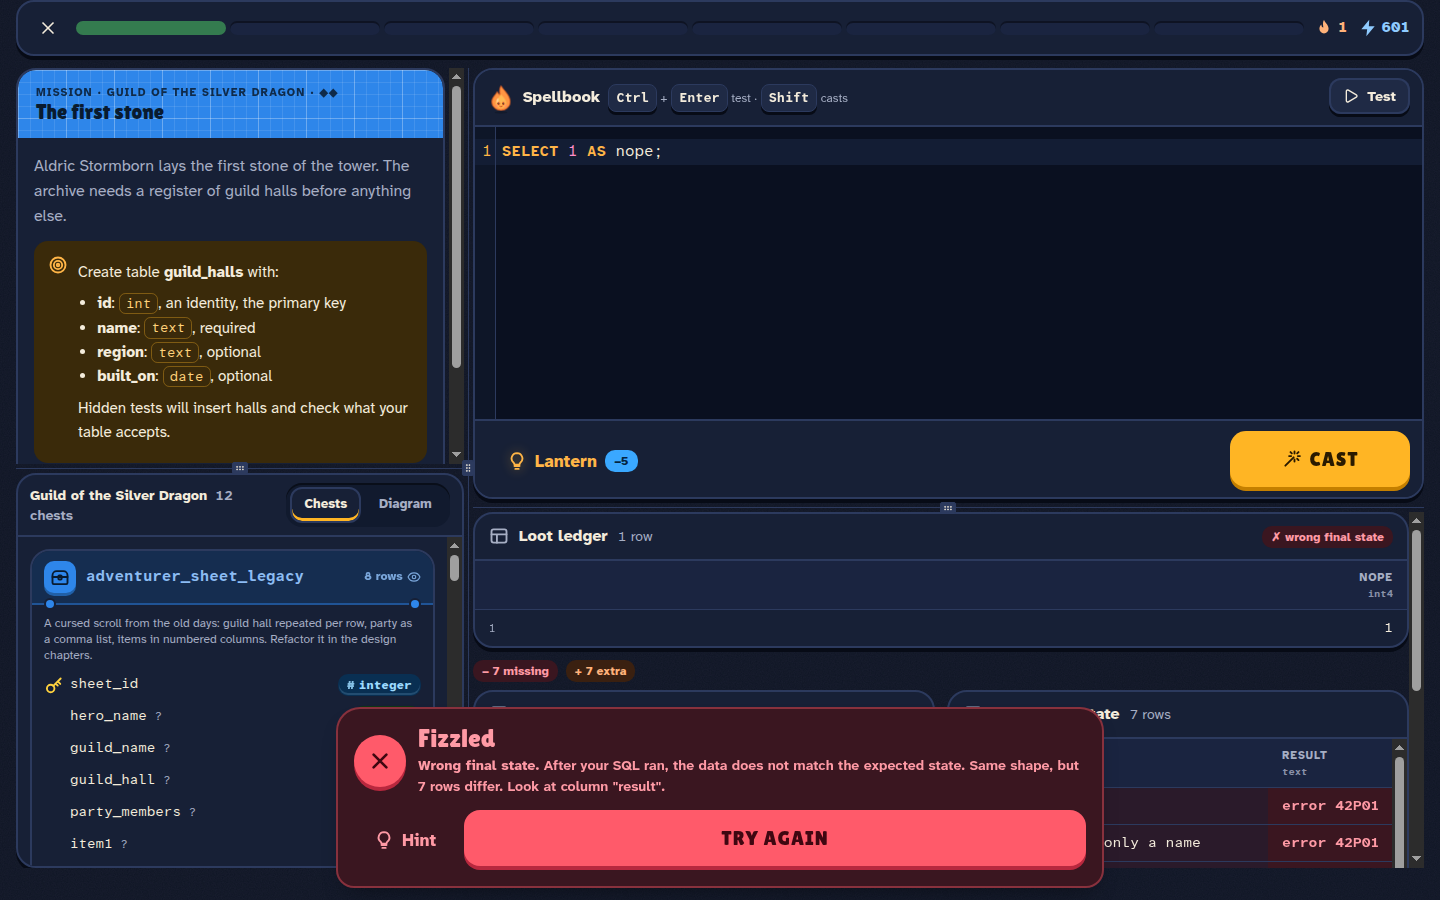 1
601
MISSION · GUILD OF THE SILVER DRAGON · ◆◆
The first stone
Aldric Stormborn lays the first stone of the tower. The
archive needs a register of guild halls before anything
else.
Create table guild_halls with:
• id: int, an identity, the primary key
• name: text, required
• region: text, optional
• built_on: date, optional
Hidden tests will insert halls and check what your
table accepts.
Guild of the Silver Dragon 12
chests
Chests
Diagram
adventurer_sheet_legacy
8 rows
A cursed scroll from the old days: guild hall repeated per row, party as
a comma list, items in numbered columns. Refactor it in the design
chapters.
sheet_id
# integer
hero_name ?
guild_name ?
guild_hall ?
party_members ?
item1 ?
Spellbook Ctrl + Enter test · Shift casts
Test
1 SELECT 1 AS nope;
Lantern −5
CAST
Loot ledger 1 row
✗ wrong final state
NOPE
int4
1 1
− 7 missing + 7 extra
ate 7 rows
RESULT
text
error 42P01
only a name error 42P01
Fizzled
Wrong final state. After your SQL ran, the data does not match the expected state. Same shape, but
7 rows differ. Look at column "result".
Hint
TRY AGAIN